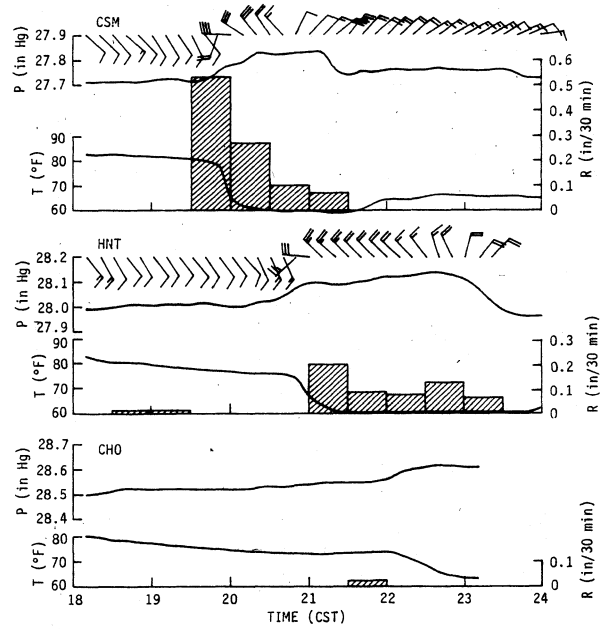 CSM
P (in Hg)
27.9
27.8
27.7
T (°F)
90
80
70
60
0.6
0.5
0.4
0.3
0.2
0.1
0
R (in/30 min)
HNT
P (in Hg)
28.2
28.1
28.0
27.9
T (°F)
90
80
70
60
0.3
0.2
0.1
0
R (in/30 min)
CHO
P (in Hg)
28.7
28.6
28.5
28.4
T (°F)
80
70
60
0.1
0
R (in/30 min)
18 19 20 21 22 23 24
TIME (CST)